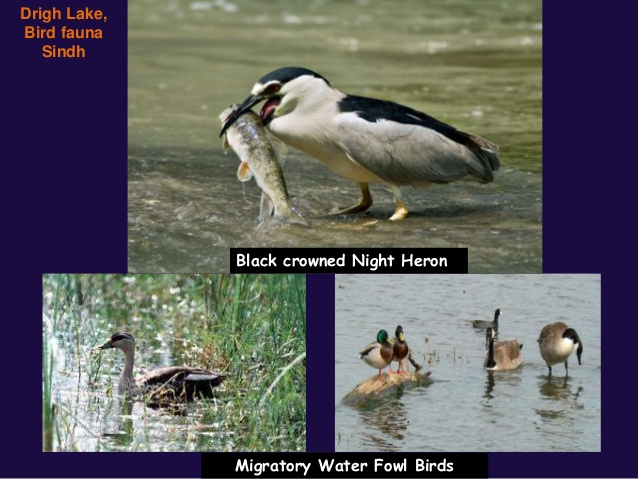 Drigh Lake,
Bird fauna
Sindh
Black crowned Night Heron
Migratory Water Fowl Birds